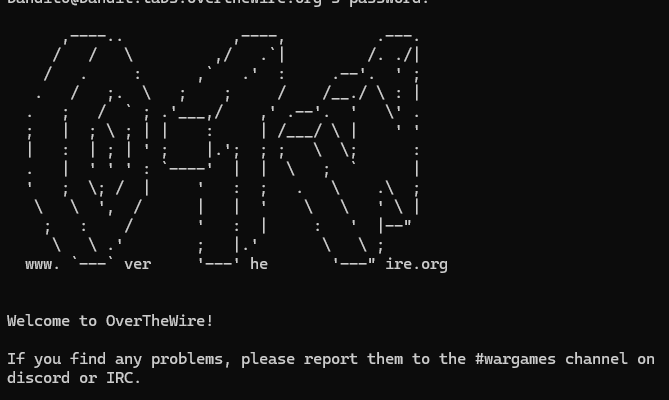 bandit0@bandit.labs.overthewire.org's password:
www. ver he ire.org
Welcome to OverTheWire!
If you find any problems, please report them to the #wargames channel on
discord or IRC.